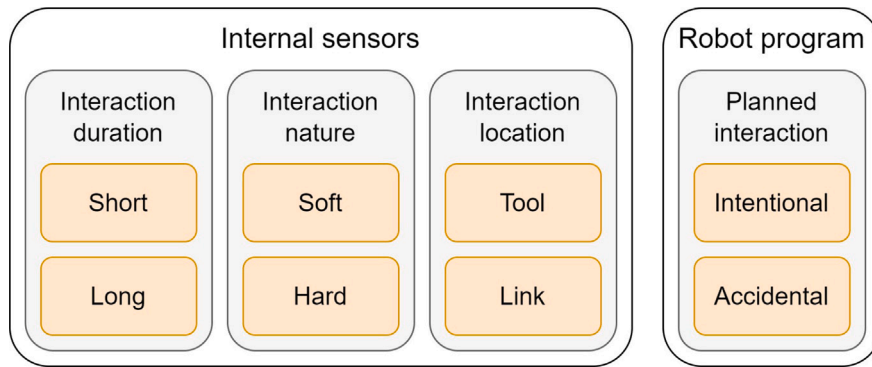 Internal sensors
Interaction
duration
Short
Long
Interaction
nature
Soft
Hard
Interaction
location
Tool
Link
Robot program
Planned
interaction
Intentional
Accidental